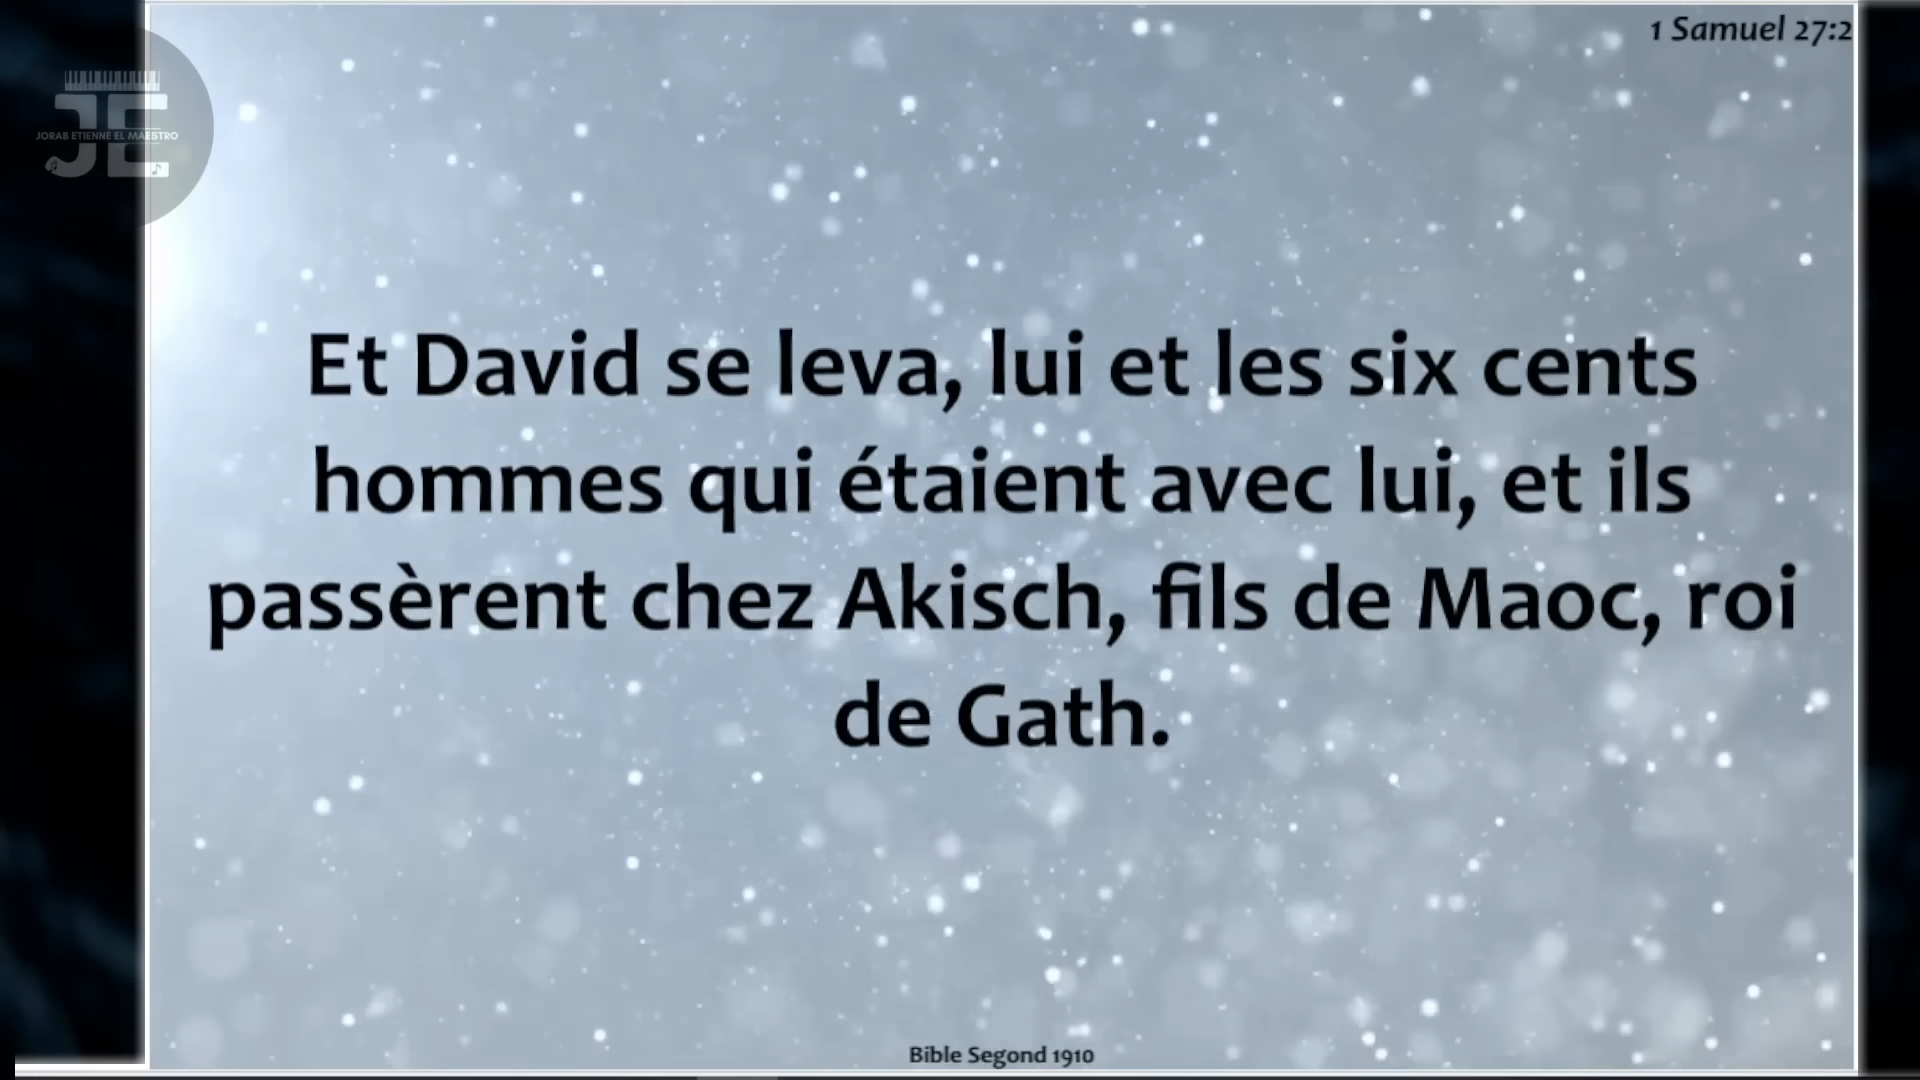 1 Samuel 27:2
JE
JORAB ETIENNE EL MAESTRO
Et David se leva, lui et les six cents
hommes qui étaient avec lui, et ils
passèrent chez Akisch, fils de Maoc, roi
de Gath.
Bible Segond 1910